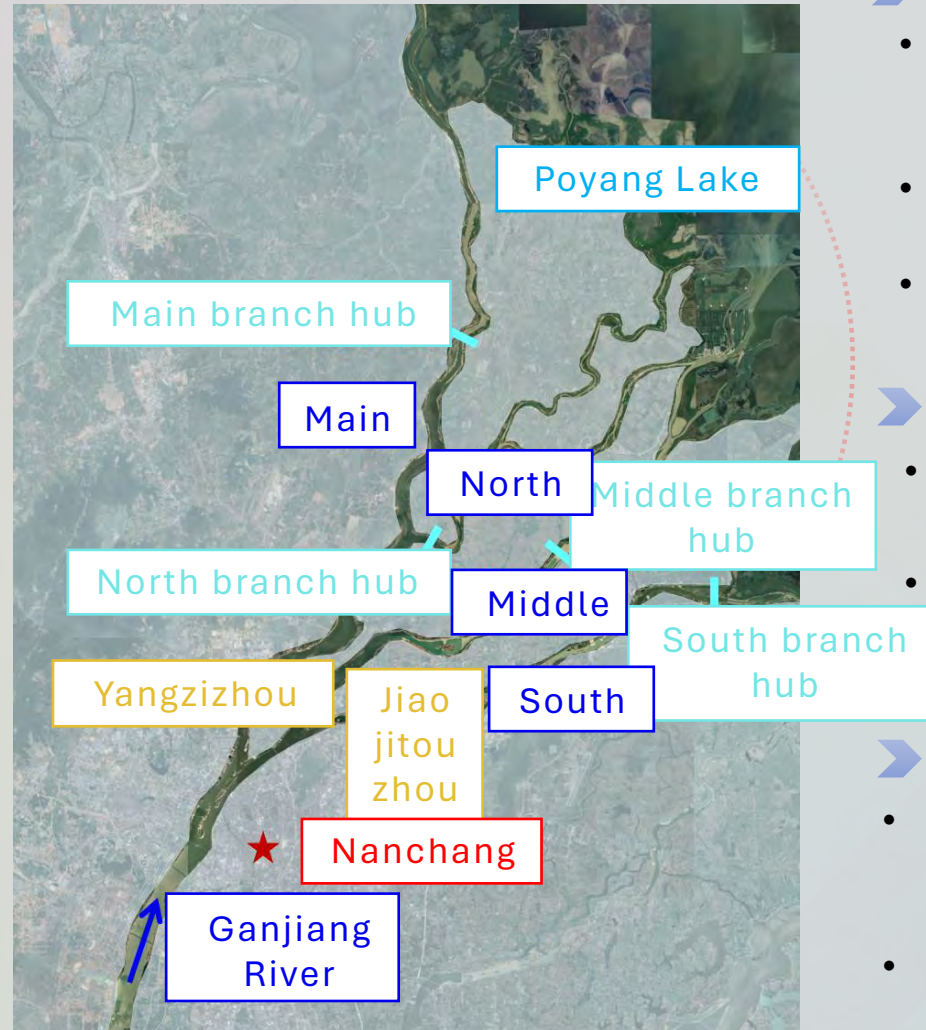 Poyang Lake
Main branch hub
Main
North
Middle branch
hub
North branch hub
Middle
South branch
hub
Yangzizhou
Jiao
jitou
zhou
South
Nanchang
Ganjiang
River